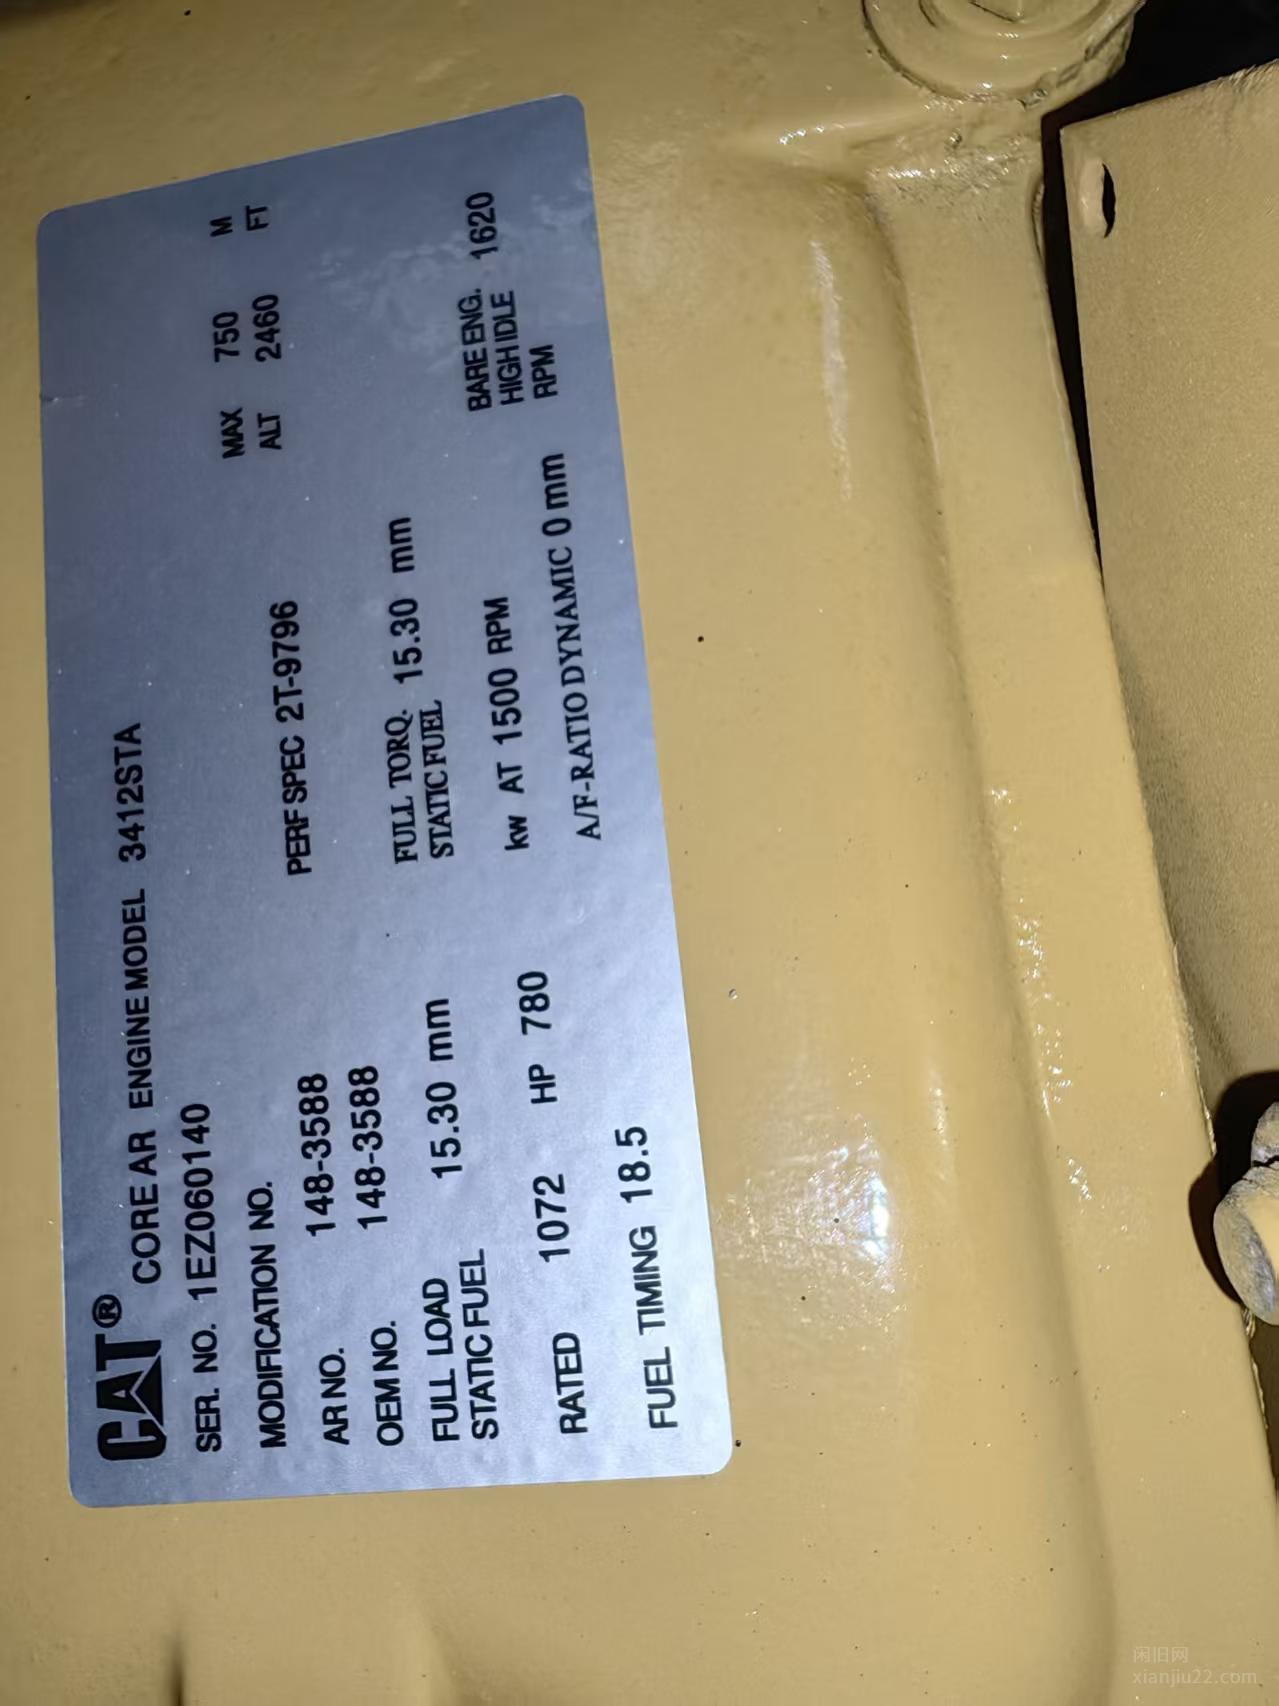 CAT®
CORE AR ENGINE MODEL 3412STA
SER. NO. 1EZ060140
MODIFICATION NO.
MAX 750 M
ALT 2460 FT
AR NO. 148-3588 PERF SPEC 2T-9796
OEM NO. 148-3588
FULL LOAD STATIC FUEL 15.30 mm
FULL TORQ. STATIC FUEL 15.30 mm
BARE ENG. HIGH IDLE RPM 1620
RATED 1072 HP 780 kw AT 1500 RPM
FUEL TIMING 18.5 A/F-RATIO DYNAMIC 0 mm
闲旧网
xianjiu22.com